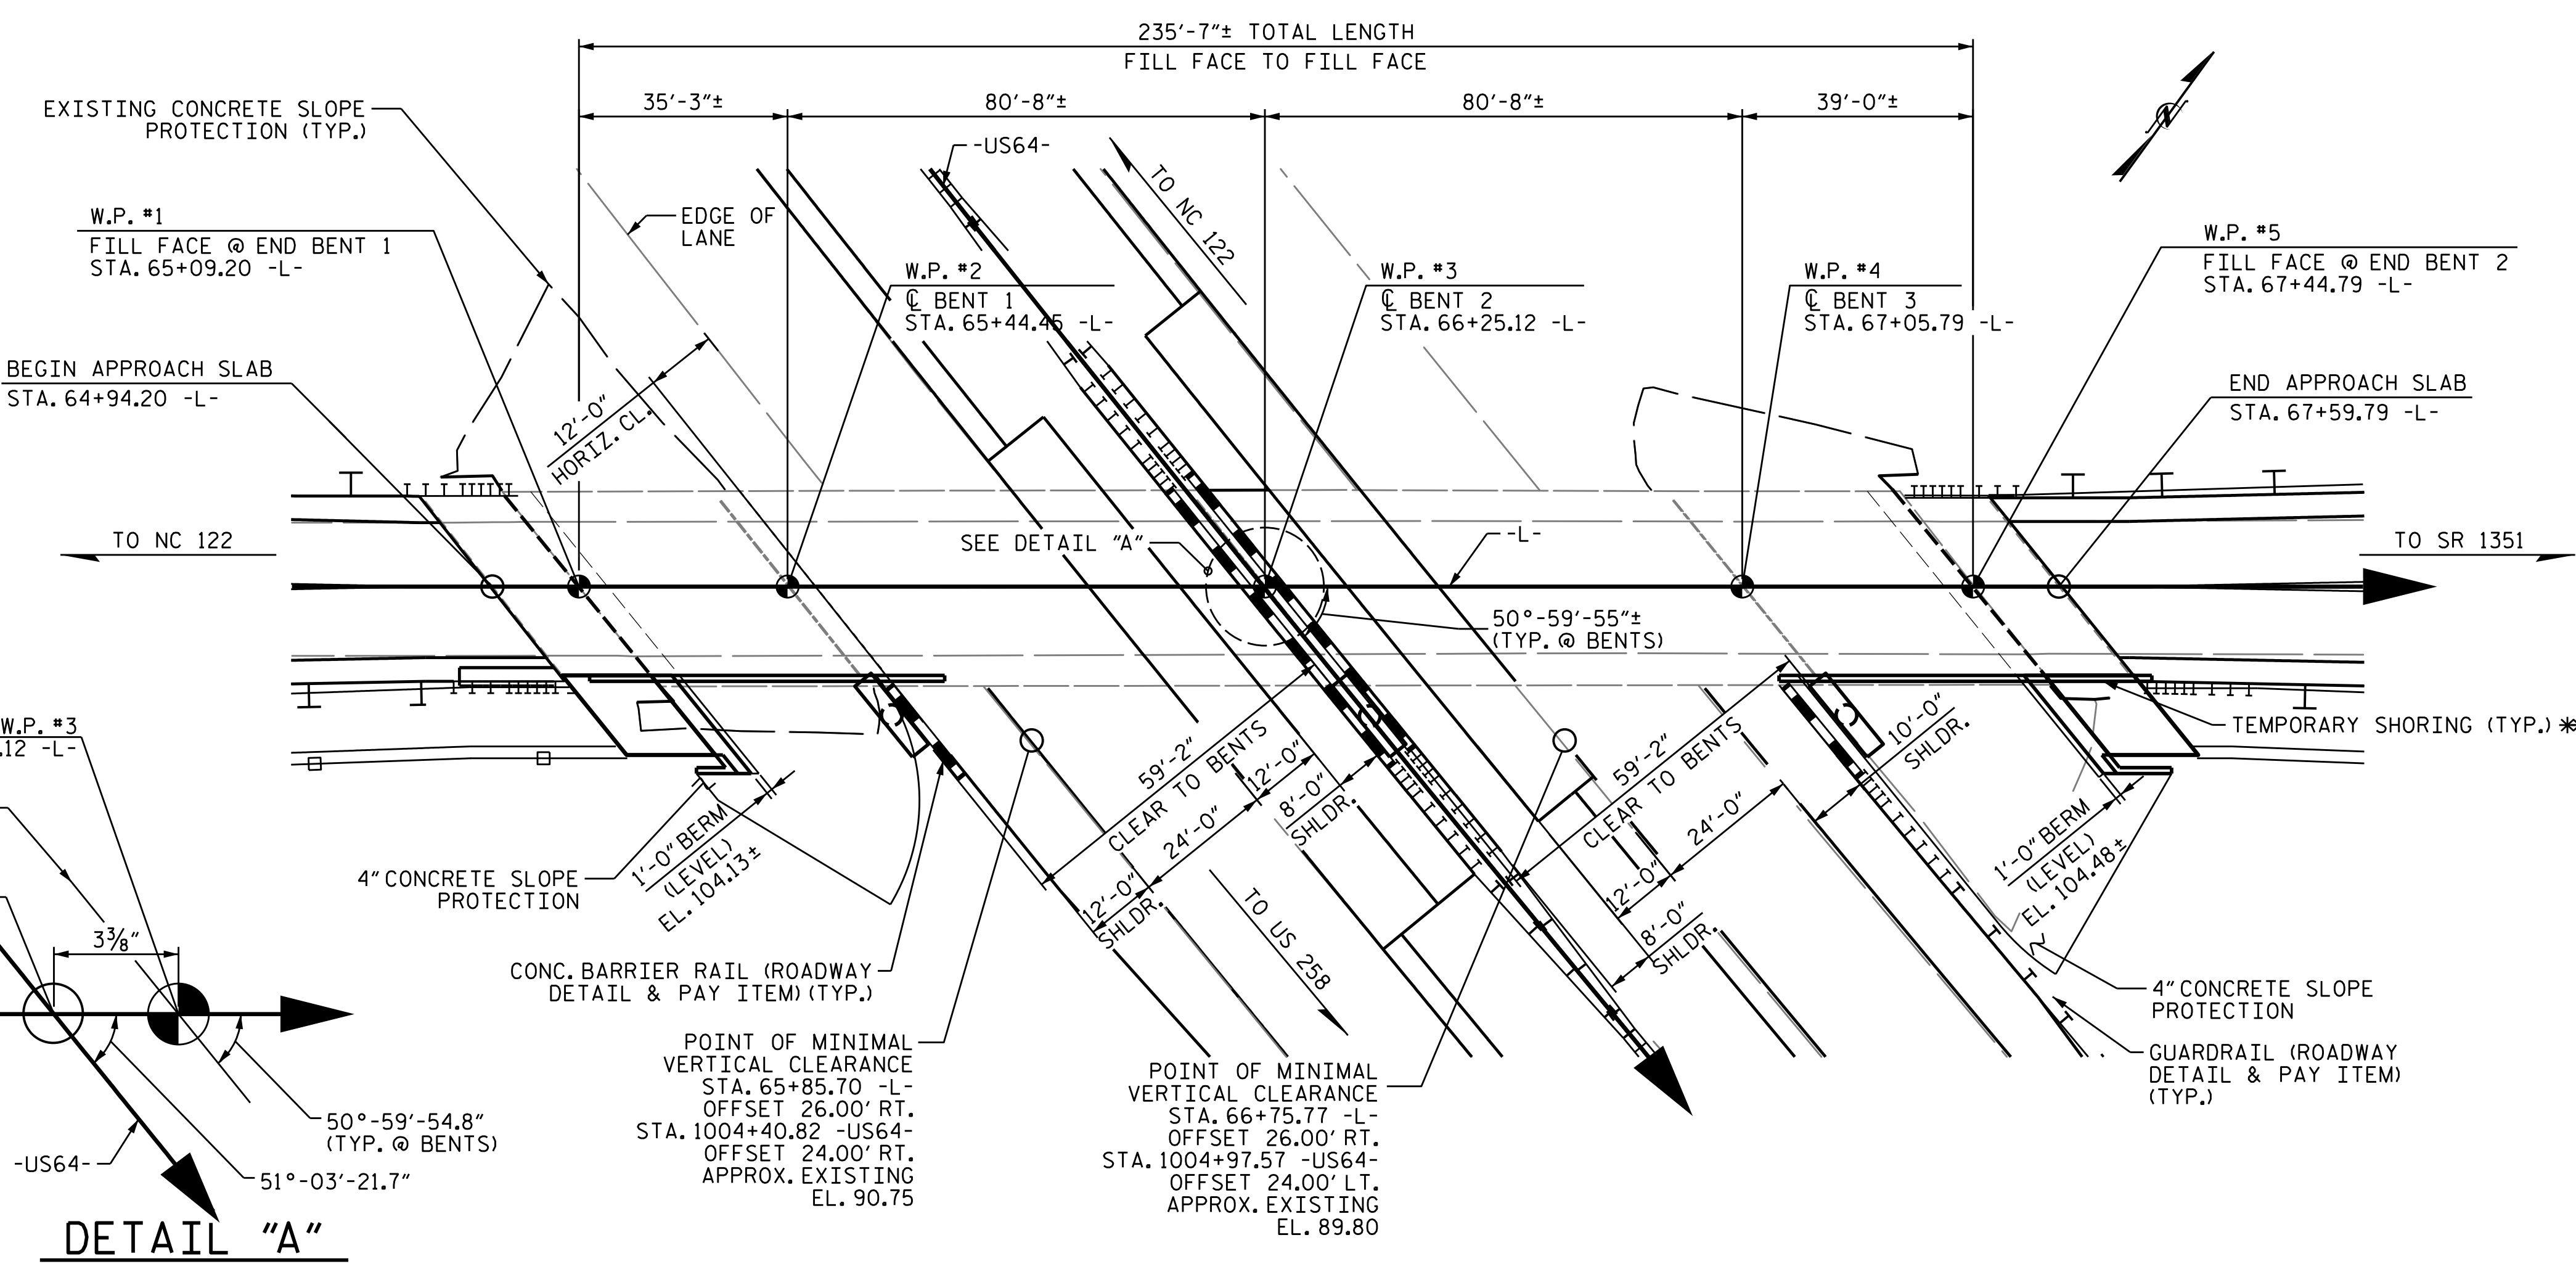 235'-7"± TOTAL LENGTH
FILL FACE TO FILL FACE
35'-3"±
80'-8"±
80'-8"±
39'-0"±
EXISTING CONCRETE SLOPE
PROTECTION (TYP.)
-US64-
TO NC 122
N
EDGE OF
LANE
W.P. #1
FILL FACE @ END BENT 1
STA. 65+09.20 -L-
W.P. #2
℄ BENT 1
STA. 65+44.45 -L-
W.P. #3
℄ BENT 2
STA. 66+25.12 -L-
W.P. #4
℄ BENT 3
STA. 67+05.79 -L-
W.P. #5
FILL FACE @ END BENT 2
STA. 67+44.79 -L-
BEGIN APPROACH SLAB
STA. 64+94.20 -L-
END APPROACH SLAB
STA. 67+59.79 -L-
12'-0"
HORIZ. CL.
TO NC 122
SEE DETAIL "A"
-L-
TO SR 1351
50°-59'-55"±
(TYP. @ BENTS)
TEMPORARY SHORING (TYP.) *
59'-2"
CLEAR TO BENTS
12'-0"
24'-0"
8'-0"
SHLDR.
12'-0"
SHLDR.
59'-2"
CLEAR TO BENTS
10'-0"
SHLDR.
24'-0"
12'-0"
8'-0"
SHLDR.
1'-0" BERM
(LEVEL)
EL. 104.13±
1'-0" BERM
(LEVEL)
EL. 104.48±
4" CONCRETE SLOPE
PROTECTION
TO US 258
CONC. BARRIER RAIL (ROADWAY
DETAIL & PAY ITEM) (TYP.)
4" CONCRETE SLOPE
PROTECTION
GUARDRAIL (ROADWAY
DETAIL & PAY ITEM)
(TYP.)
POINT OF MINIMAL
VERTICAL CLEARANCE
STA. 65+85.70 -L-
OFFSET 26.00' RT.
STA. 1004+40.82 -US64-
OFFSET 24.00' RT.
APPROX. EXISTING
EL. 90.75
POINT OF MINIMAL
VERTICAL CLEARANCE
STA. 66+75.77 -L-
OFFSET 26.00' RT.
STA. 1004+97.57 -US64-
OFFSET 24.00' LT.
APPROX. EXISTING
EL. 89.80
W.P. #3
.12 -L-
3⅜"
50°-59'-54.8"
(TYP. @ BENTS)
-US64-
51°-03'-21.7"
DETAIL "A"